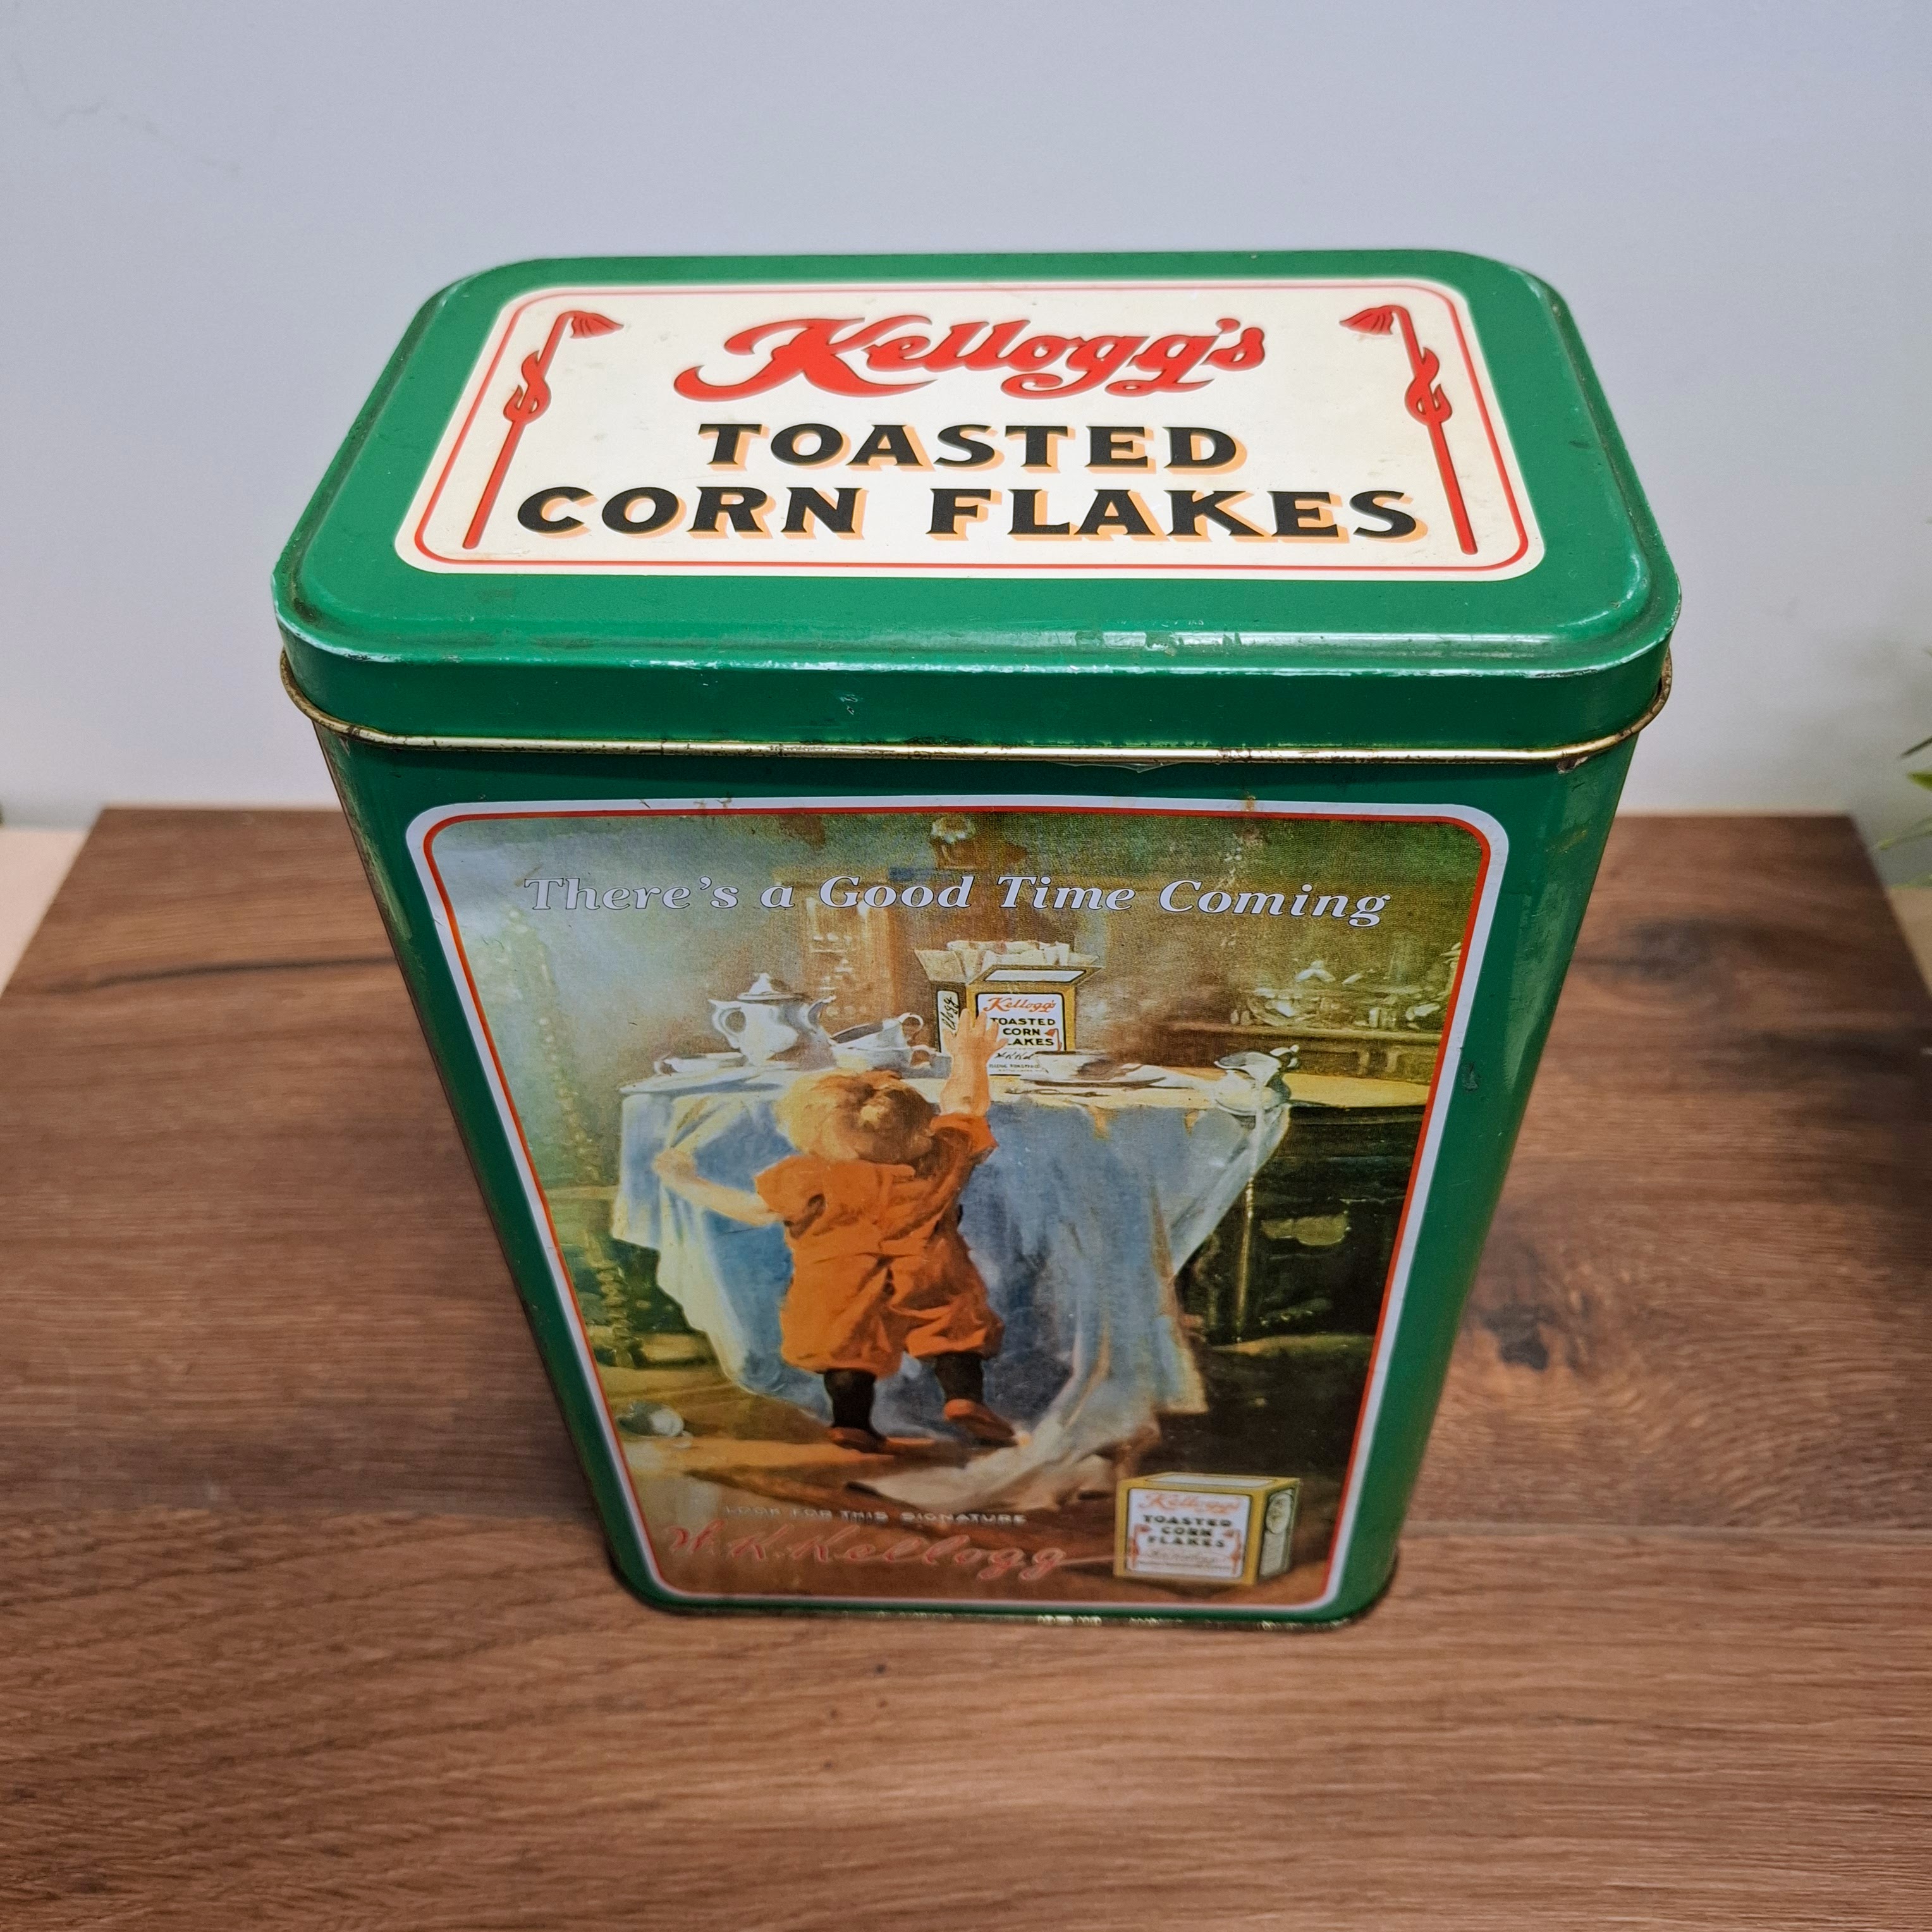 Kellogg's
TOASTED
CORN FLAKES
There's a Good Time Coming
Kellogg's
TOASTED
CORN
LAKES
LOOK FOR THIS SIGNATURE
W.K.Kellogg
Kellogg's
TOASTED
CORN
FLAKES